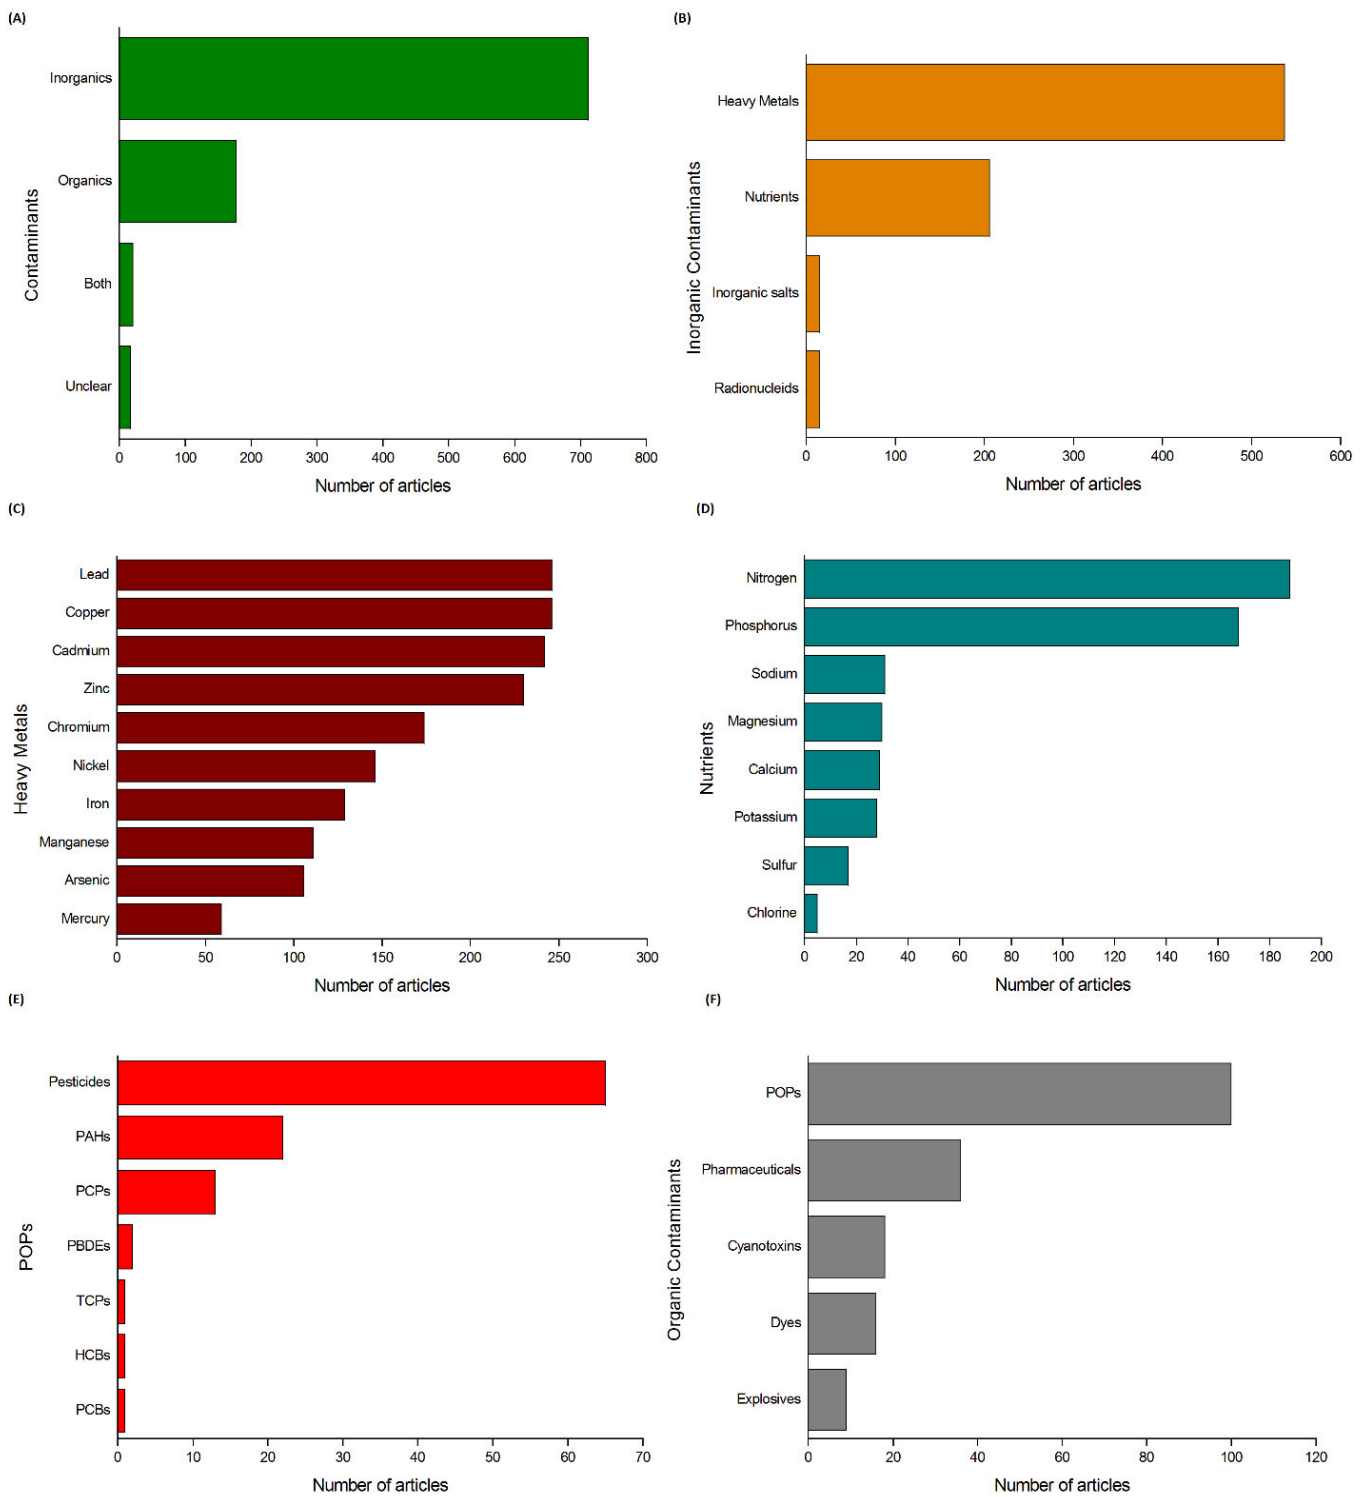 (A)
Contaminants
Inorganics
Organics
Both
Unclear
0 100 200 300 400 500 600 700 800
Number of articles
(B)
Inorganic Contaminants
Heavy Metals
Nutrients
Inorganic salts
Radionucleids
0 100 200 300 400 500 600
Number of articles
(C)
Heavy Metals
Lead
Copper
Cadmium
Zinc
Chromium
Nickel
Iron
Manganese
Arsenic
Mercury
0 50 100 150 200 250 300
Number of articles
(D)
Nutrients
Nitrogen
Phosphorus
Sodium
Magnesium
Calcium
Potassium
Sulfur
Chlorine
0 20 40 60 80 100 120 140 160 180 200
Number of articles
(E)
POPs
Pesticides
PAHs
PCPs
PBDEs
TCPs
HCBs
PCBs
0 10 20 30 40 50 60 70
Number of articles
(F)
Organic Contaminants
POPs
Pharmaceuticals
Cyanotoxins
Dyes
Explosives
0 20 40 60 80 100 120
Number of articles